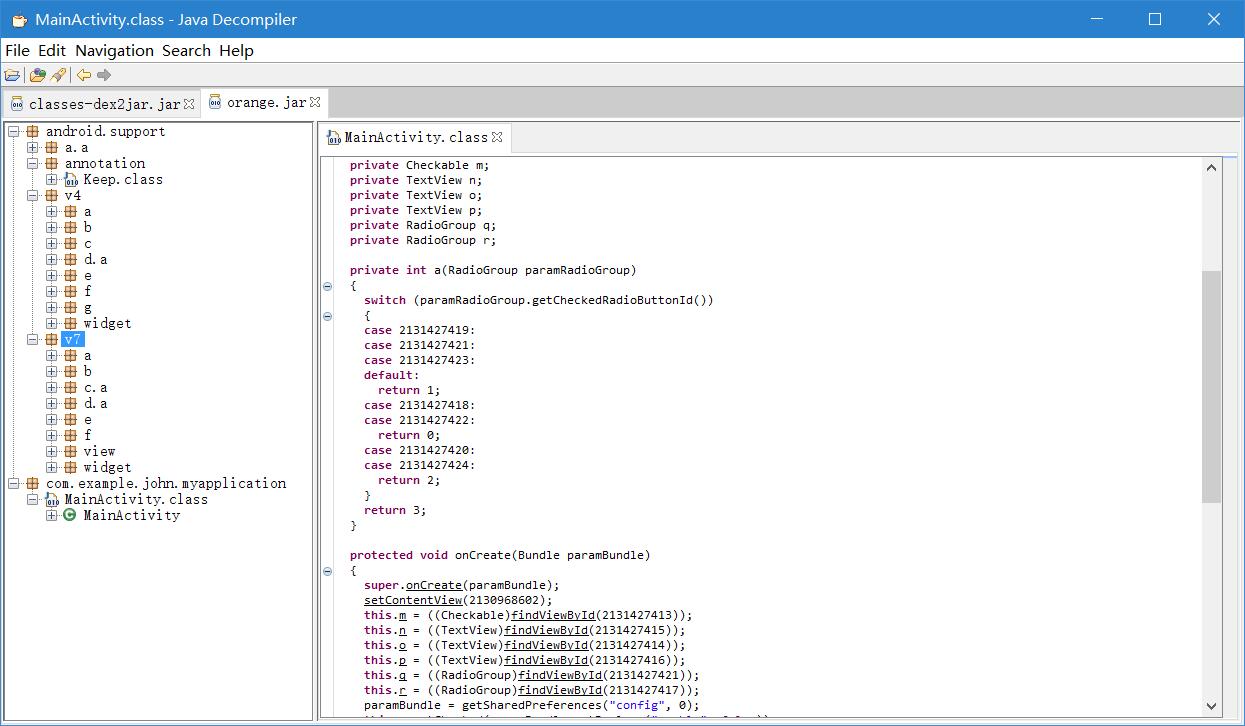 MainActivity.class - Java Decompiler
File Edit Navigation Search Help
classes-dex2jar.jar
orange.jar
android.support
a.a
annotation
Keep.class
v4
a
b
c
d.a
e
f
g
widget
v7
a
b
c.a
d.a
e
f
view
widget
com.example.john.myapplication
MainActivity.class
MainActivity
MainActivity.class
private Checkable m;
private TextView n;
private TextView o;
private TextView p;
private RadioGroup q;
private RadioGroup r;
private int a(RadioGroup paramRadioGroup)
{
switch (paramRadioGroup.getCheckedRadioButtonId())
{
case 2131427419:
case 2131427421:
case 2131427423:
default:
return 1;
case 2131427418:
case 2131427422:
return 0;
case 2131427420:
case 2131427424:
return 2;
}
return 3;
}
protected void onCreate(Bundle paramBundle)
{
super.onCreate(paramBundle);
setContentView(2130968602);
this.m = ((Checkable)findViewById(2131427413));
this.n = ((TextView)findViewById(2131427415));
this.o = ((TextView)findViewById(2131427414));
this.p = ((TextView)findViewById(2131427416));
this.q = ((RadioGroup)findViewById(2131427421));
this.r = ((RadioGroup)findViewById(2131427417));
paramBundle = getSharedPreferences("config", 0);